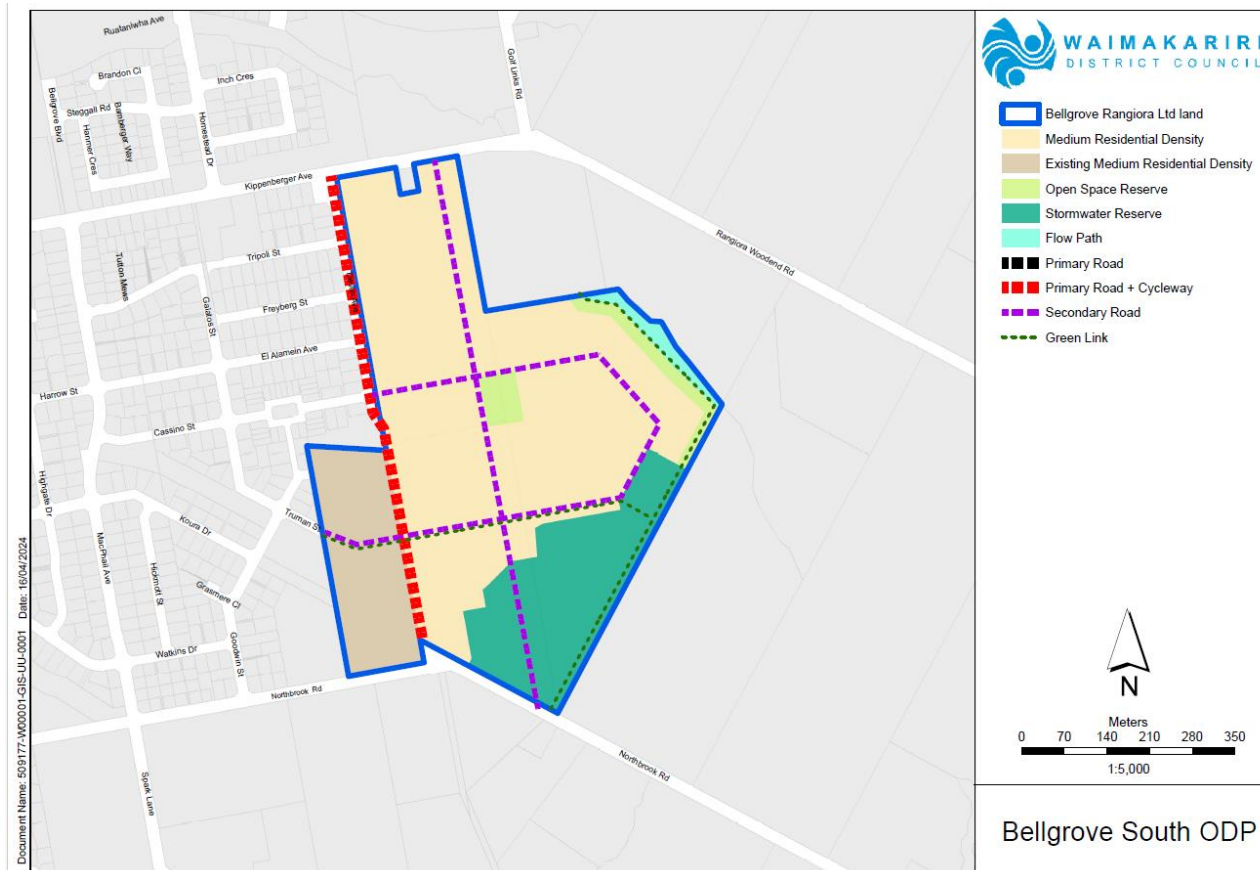 Ruataniwha Ave
Brandon Cl
Inch Cres
Bellgrove Blvd
Steggall Rd
Hanmer Cres
Bamberger Way
Homestead Dr
Golf Links Rd
Kippenberger Ave
Rangiora Woodend Rd
Tripoli St
Tutton Mews
Galatos St
Freyberg St
El Alamein Ave
Harrow St
Cassino St
Highgate Dr
Truman St
Koura Dr
MacPhail Ave
Hickmott St
Grasmere Cl
Watkins Dr
Goodwin St
Northbrook Rd
Northbrook Rd
Spark Lane
Document Name: 509177-W00001-GIS-UU-0001 Date: 16/04/2024
WAIMAKARIRI
DISTRICT COUNCIL
Bellgrove Rangiora Ltd land
Medium Residential Density
Existing Medium Residential Density
Open Space Reserve
Stormwater Reserve
Flow Path
Primary Road
Primary Road + Cycleway
Secondary Road
Green Link
N
Meters
0 70 140 210 280 350
1:5,000
Bellgrove South ODP